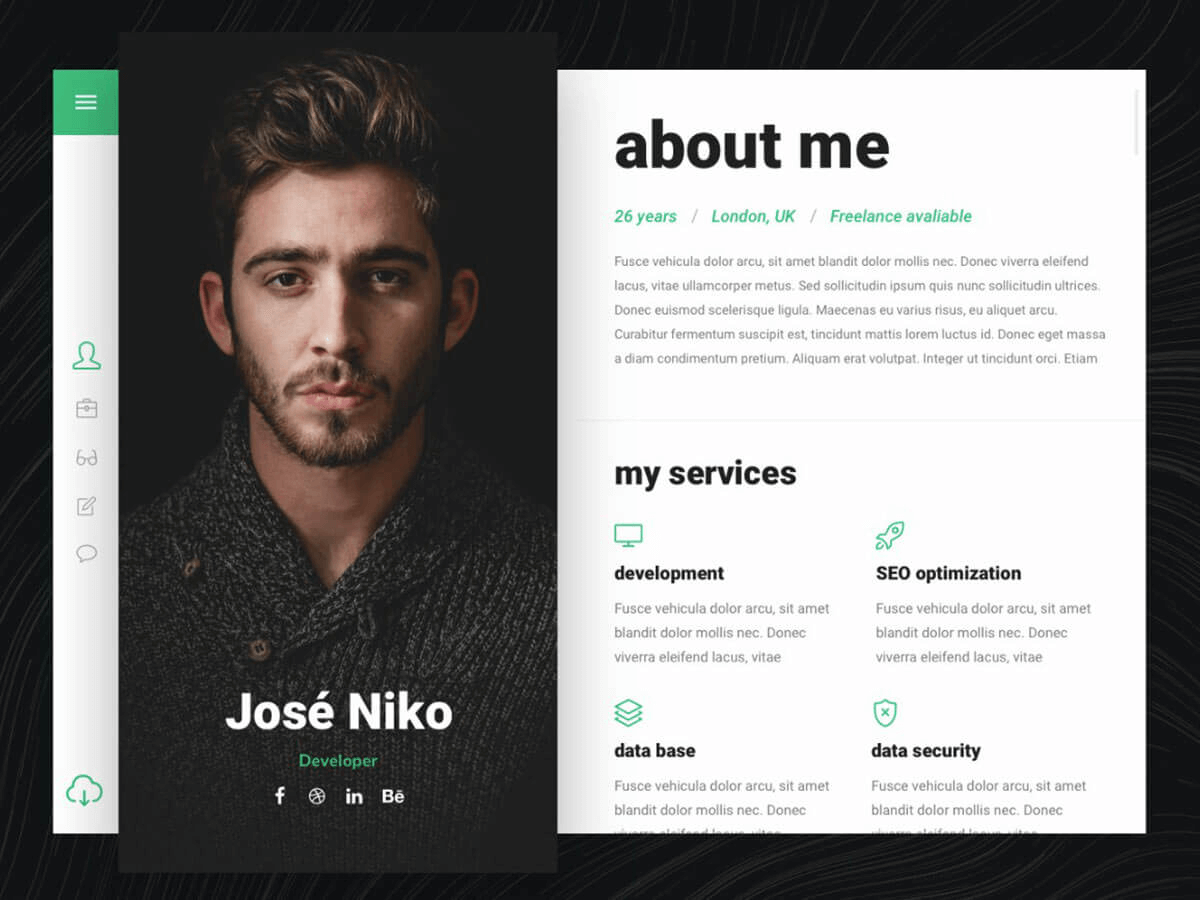 about me
26 years / London, UK / Freelance avaliable
Fusce vehicula dolor arcu, sit amet blandit dolor mollis nec. Donec viverra eleifend
lacus, vitae ullamcorper metus. Sed sollicitudin ipsum quis nunc sollicitudin ultrices.
Donec euismod scelerisque ligula. Maecenas eu varius risus, eu aliquet arcu.
Curabitur fermentum suscipit est, tincidunt mattis lorem luctus id. Donec eget massa
a diam condimentum pretium. Aliquam erat volutpat. Integer ut tincidunt orci. Etiam
my services
development
Fusce vehicula dolor arcu, sit amet
blandit dolor mollis nec. Donec
viverra eleifend lacus, vitae
SEO optimization
Fusce vehicula dolor arcu, sit amet
blandit dolor mollis nec. Donec
viverra eleifend lacus, vitae
data base
Fusce vehicula dolor arcu, sit amet
blandit dolor mollis nec. Donec
data security
Fusce vehicula dolor arcu, sit amet
blandit dolor mollis nec. Donec
José Niko
Developer
f in Bē